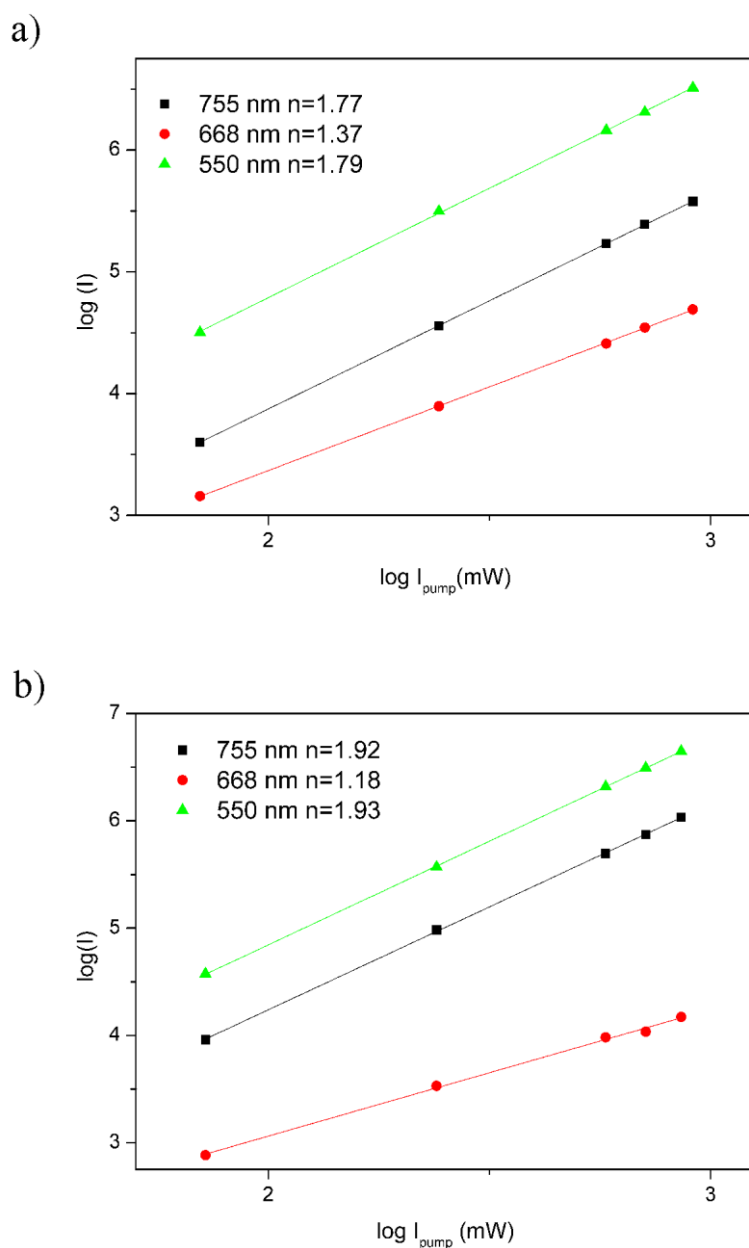 a)
755 nm n=1.77
668 nm n=1.37
550 nm n=1.79
6
5
4
3
log (I)
2 3
log I_pump(mW)
b)
7
755 nm n=1.92
668 nm n=1.18
550 nm n=1.93
6
5
4
3
log(I)
2 3
log I_pump(mW)